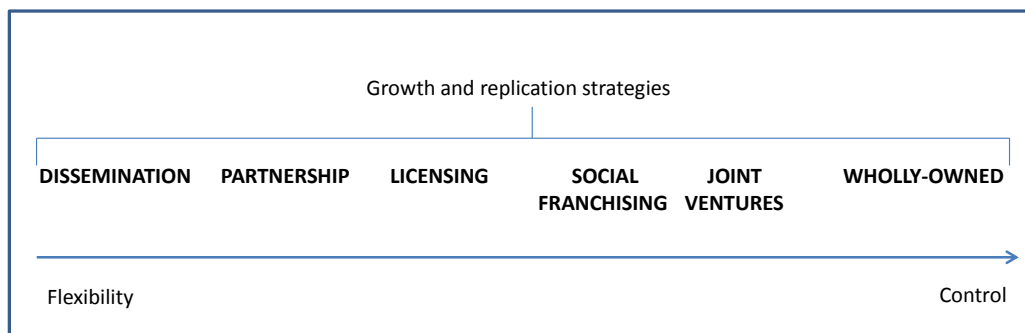 Growth and replication strategies
DISSEMINATION PARTNERSHIP LICENSING SOCIAL JOINT WHOLLY-OWNED
FRANCHISING VENTURES
Flexibility Control